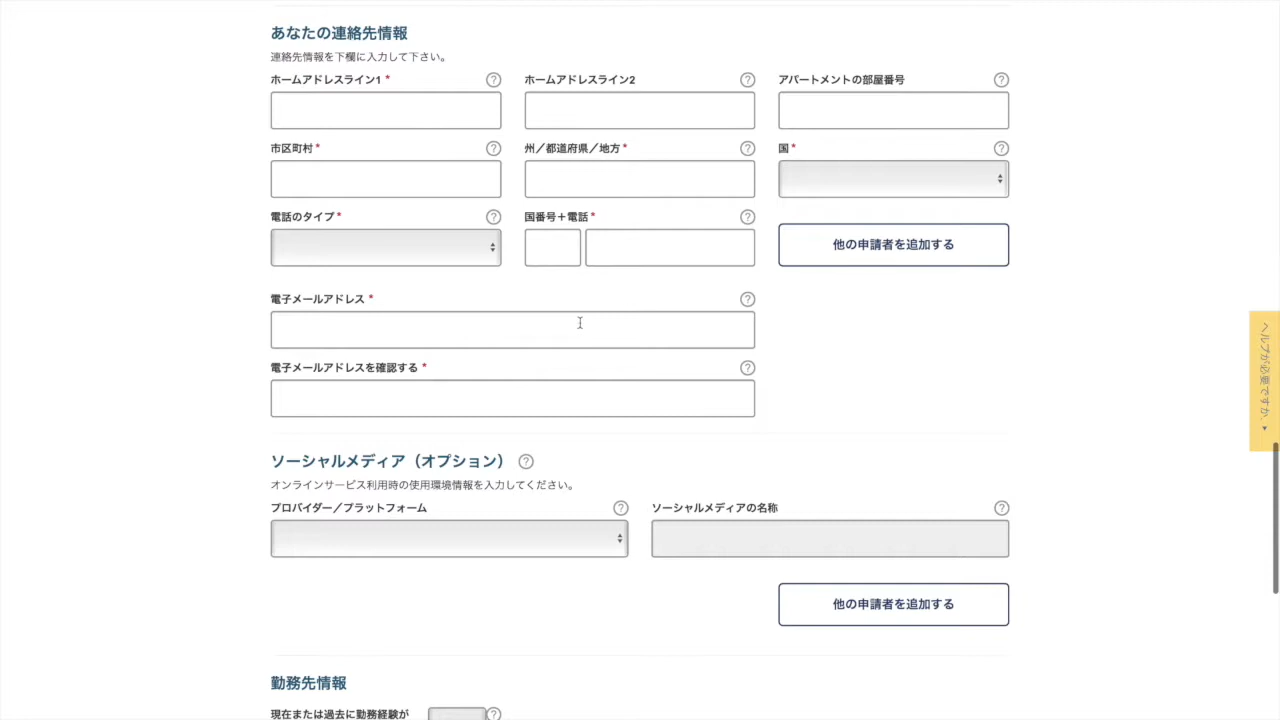 あなたの連絡先情報
連絡先情報を下欄に入力して下さい。
ホームアドレスライン1 * ?
ホームアドレスライン2 ?
アパートメントの部屋番号 ?
市区町村 * ?
州／都道府県／地方 * ?
国 * ?
電話のタイプ * ?
国番号＋電話 * ?
他の申請者を追加する
電子メールアドレス * ?
電子メールアドレスを確認する * ?
ヘルプが必要ですか。
ソーシャルメディア（オプション） ?
オンラインサービス利用時の使用環境情報を入力してください。
プロバイダー／プラットフォーム ?
ソーシャルメディアの名称 ?
他の申請者を追加する
勤務先情報
現在または過去に勤務経験が ?